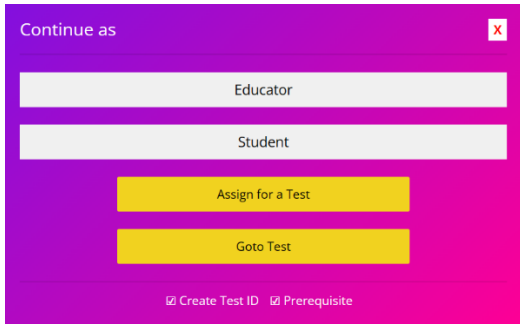 Continue as
X
Educator
Student
Assign for a Test
Goto Test
☑ Create Test ID ☑ Prerequisite